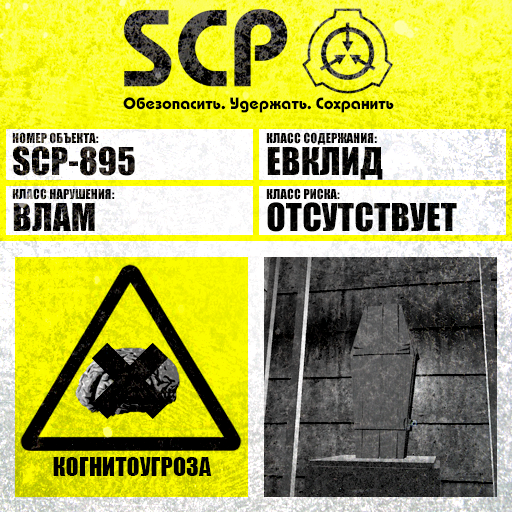 SCP
Обезопасить. Удержать. Сохранить
НОМЕР ОБЪЕКТА:
SCP-895
КЛАСС СОДЕРЖАНИЯ:
ЕВКЛИД
КЛАСС НАРУШЕНИЯ:
ВЛАМ
КЛАСС РИСКА:
ОТСУТСТВУЕТ
КОГНИТОУГРОЗА